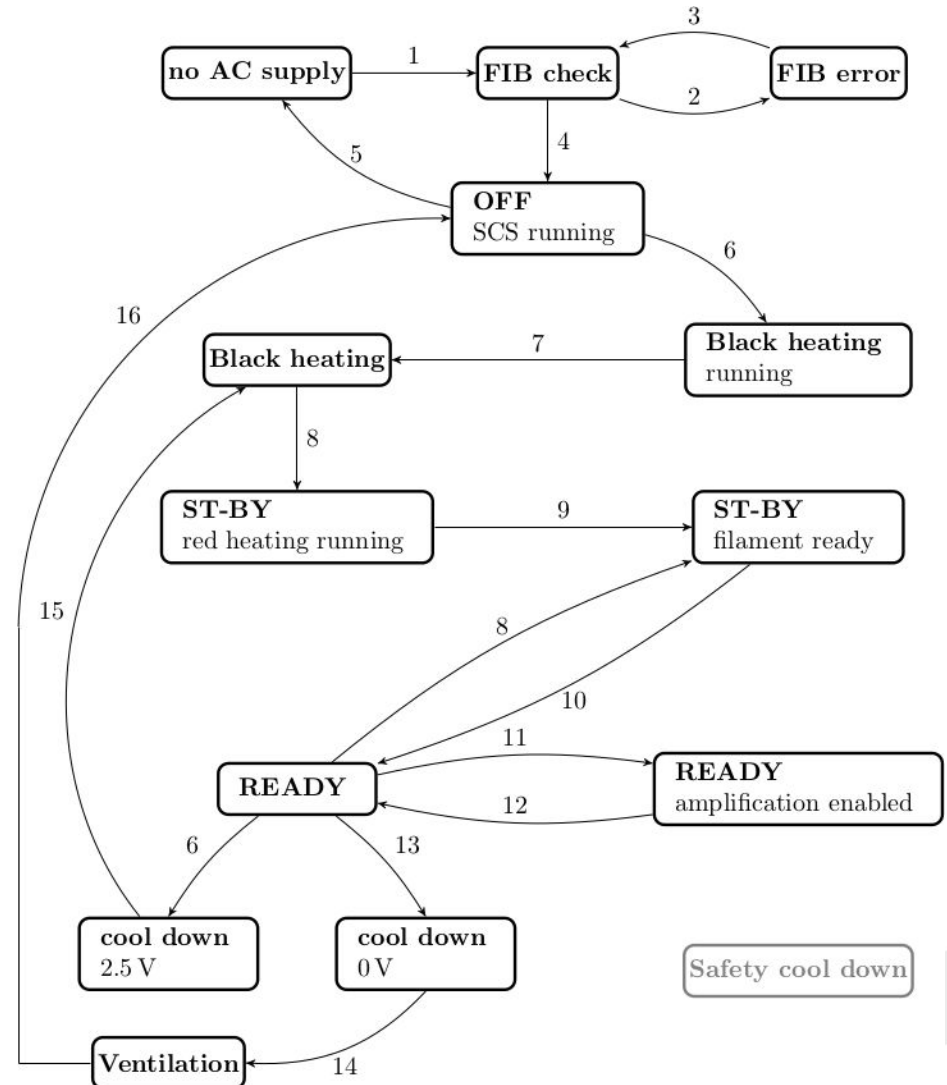 3
1
no AC supply
FIB check
FIB error
2
4
5
OFF
SCS running
6
16
7
Black heating
Black heating
running
8
ST-BY
red heating running
9
ST-BY
filament ready
15
8
10
11
READY
READY
amplification enabled
12
6
13
cool down
2.5 V
cool down
0 V
Safety cool down
Ventilation
14